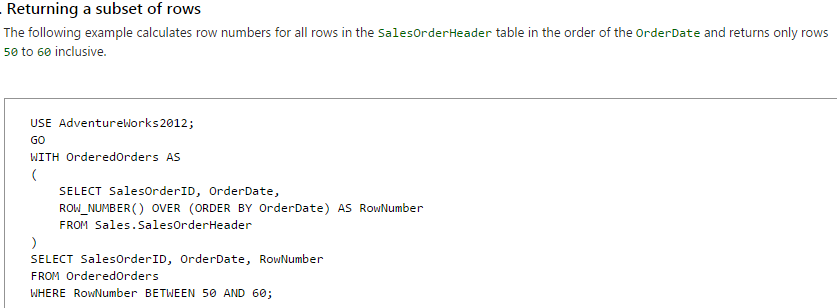 . Returning a subset of rows
The following example calculates row numbers for all rows in the SalesOrderHeader table in the order of the OrderDate and returns only rows
50 to 60 inclusive.
USE AdventureWorks2012;
GO
WITH OrderedOrders AS
(
    SELECT SalesOrderID, OrderDate,
    ROW_NUMBER() OVER (ORDER BY OrderDate) AS RowNumber
    FROM Sales.SalesOrderHeader
)
SELECT SalesOrderID, OrderDate, RowNumber
FROM OrderedOrders
WHERE RowNumber BETWEEN 50 AND 60;